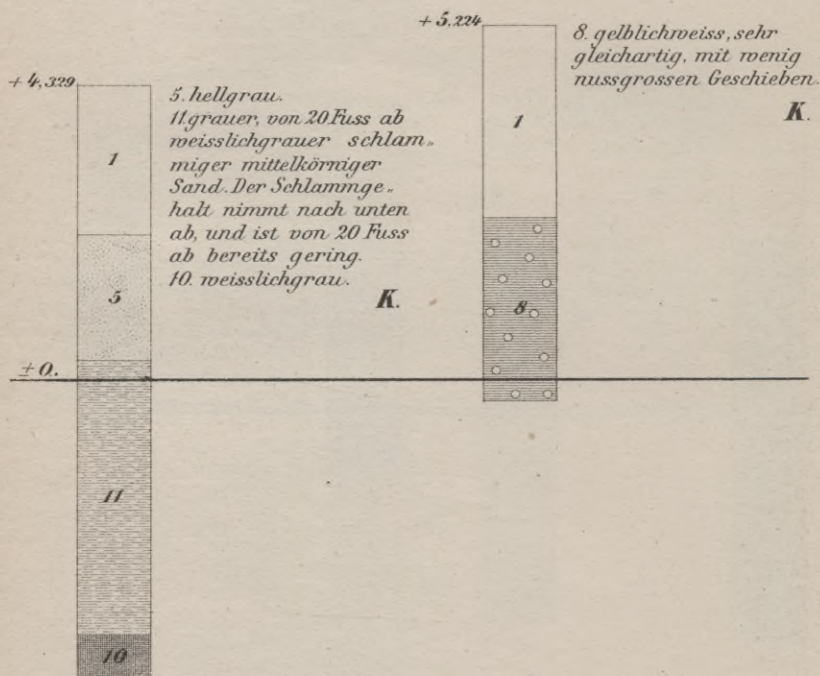 + 4,329
1
5
± 0.
11
10
5. hellgrau.
11. grauer, von 20 Fuss ab
weisslichgrauer schlam„
miger mittelkörniger
Sand. Der Schlammge„
halt nimmt nach unten
ab, und ist von 20 Fuss
ab bereits gering.
10. weisslichgrau.
K.
+ 5,224
1
8
8. gelblichweiss, sehr
gleichartig, mit wenig
nussgrossen Geschieben.
K.